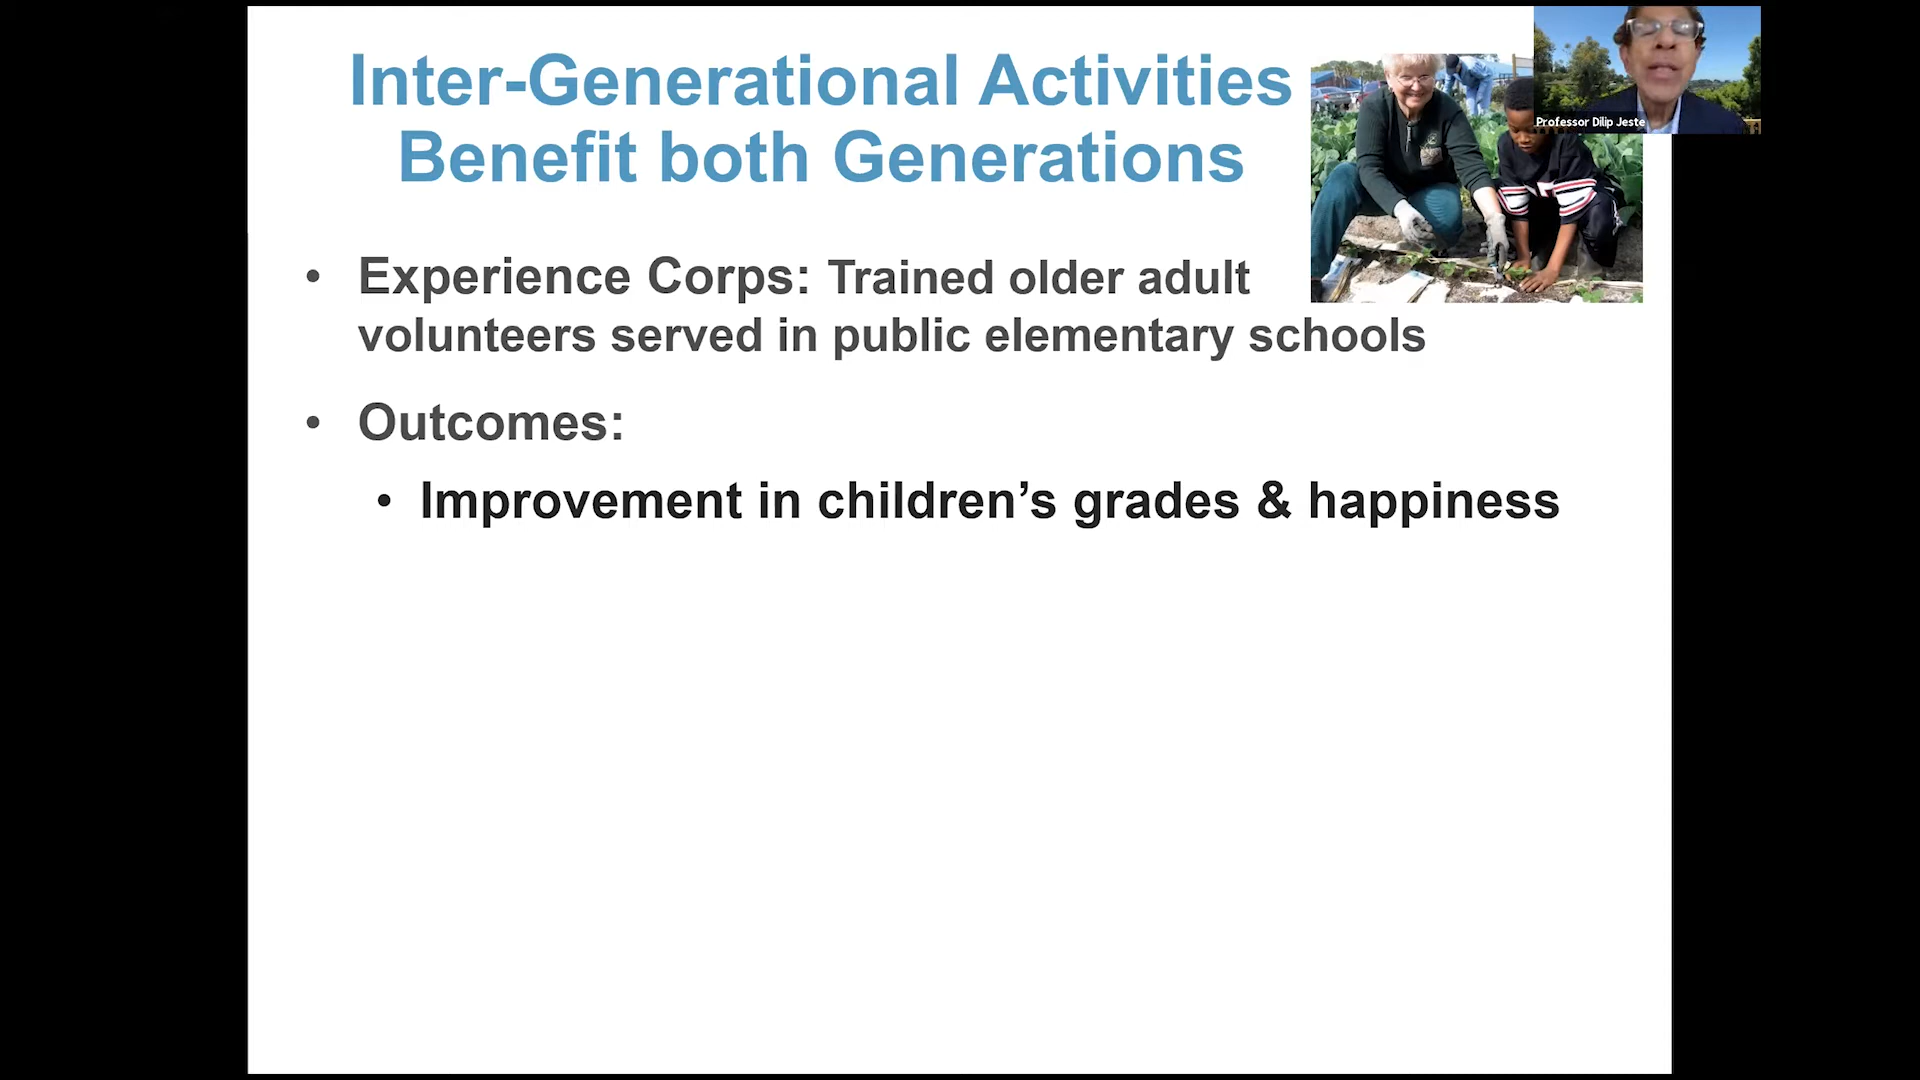 Inter-Generational Activities
Benefit both Generations
Professor Dilip Jeste
• Experience Corps: Trained older adult
volunteers served in public elementary schools
• Outcomes:
• Improvement in children’s grades & happiness